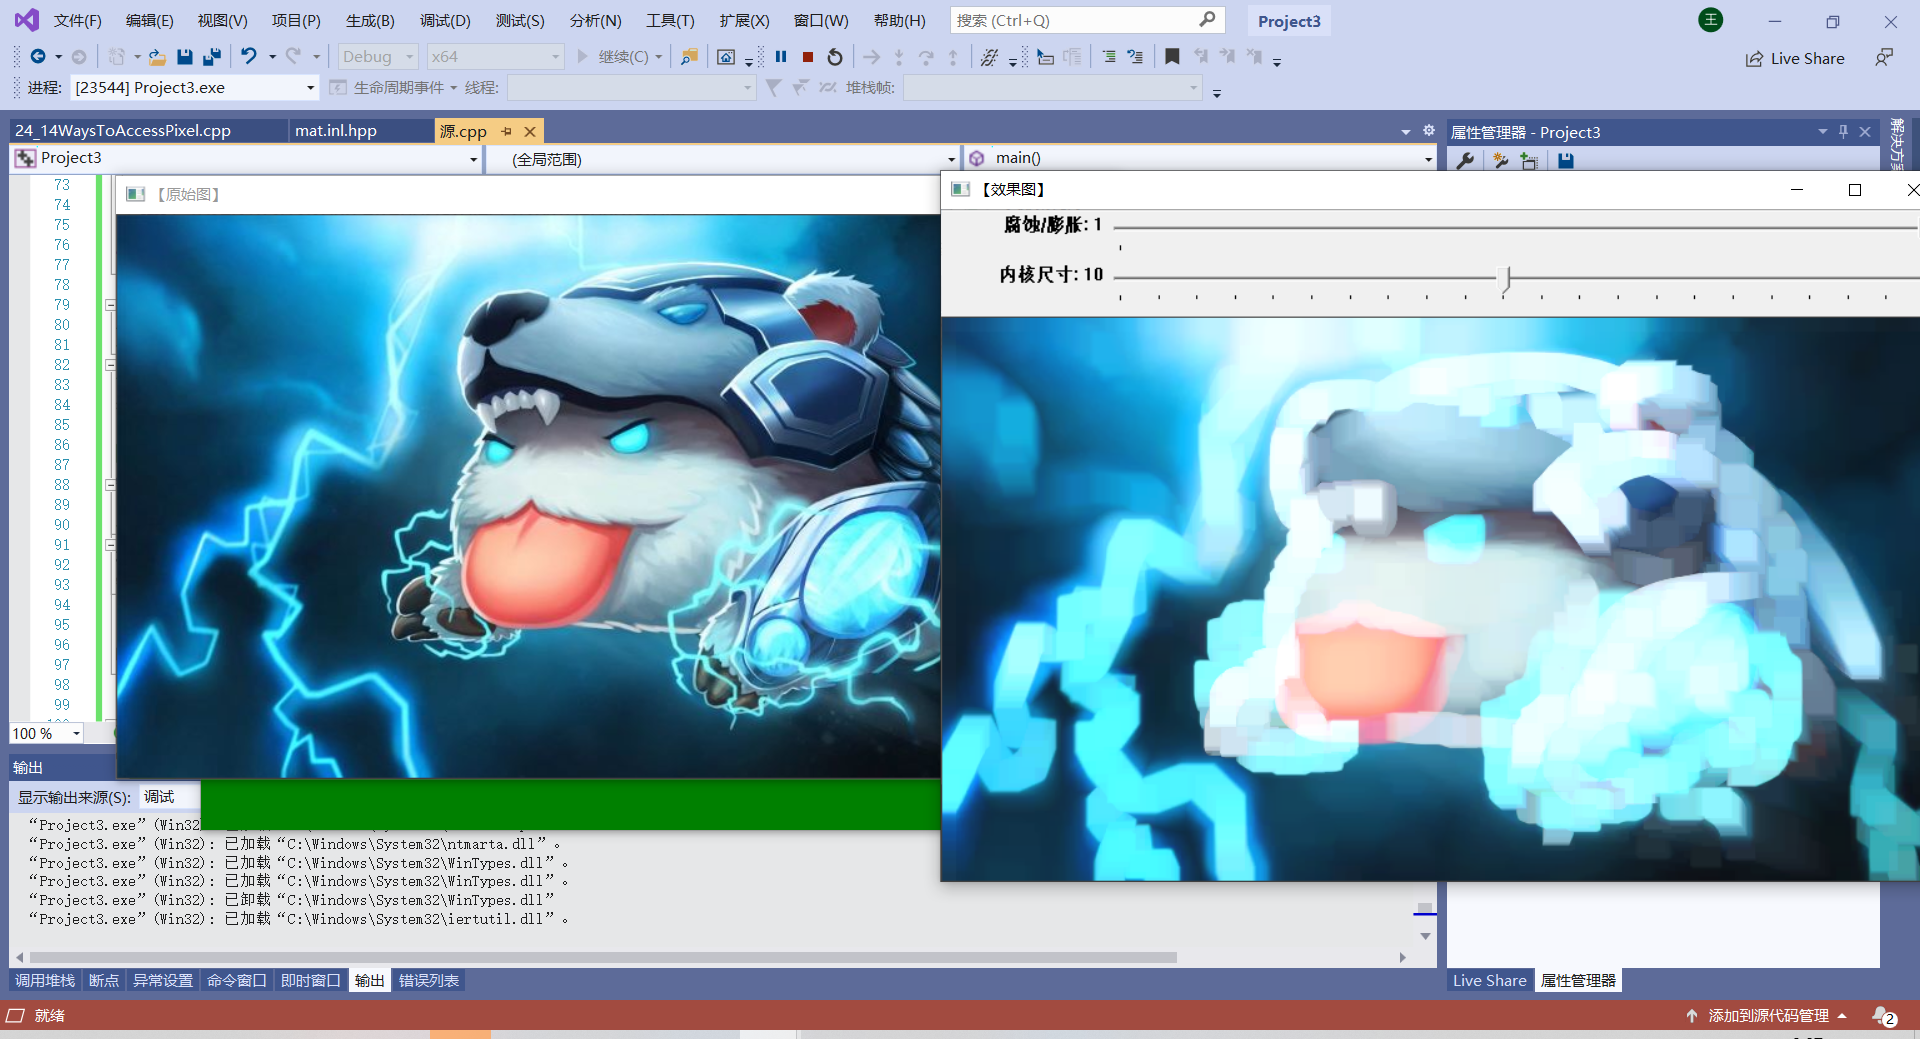 文件(F) 编辑(E) 视图(V) 项目(P) 生成(B) 调试(D) 测试(S) 分析(N) 工具(T) 扩展(X) 窗口(W) 帮助(H) 搜索 (Ctrl+Q) Project3 王
Debug x64 继续(C) Live Share
进程: [23544] Project3.exe 生命周期事件 线程: 堆栈帧:
24_14WaysToAccessPixel.cpp mat.inl.hpp 源.cpp
Project3 (全局范围) main()
属性管理器 - Project3
73
74
75
76
77
78
79
80
81
82
83
84
85
86
87
88
89
90
91
92
93
94
95
96
97
98
99
【原始图】
【效果图】
腐蚀/膨胀: 1
内核尺寸: 10
100 %
输出
显示输出来源(S): 调试
“Project3.exe” (Win32)
“Project3.exe” (Win32): 已加载 “C:\Windows\System32\ntmarta.dll”。
“Project3.exe” (Win32): 已加载 “C:\Windows\System32\WinTypes.dll”。
“Project3.exe” (Win32): 已加载 “C:\Windows\System32\WinTypes.dll”。
“Project3.exe” (Win32): 已卸载 “C:\Windows\System32\WinTypes.dll”
“Project3.exe” (Win32): 已加载 “C:\Windows\System32\iertutil.dll”。
调用堆栈 断点 异常设置 命令窗口 即时窗口 输出 错误列表
Live Share 属性管理器
就绪 添加到源代码管理 2